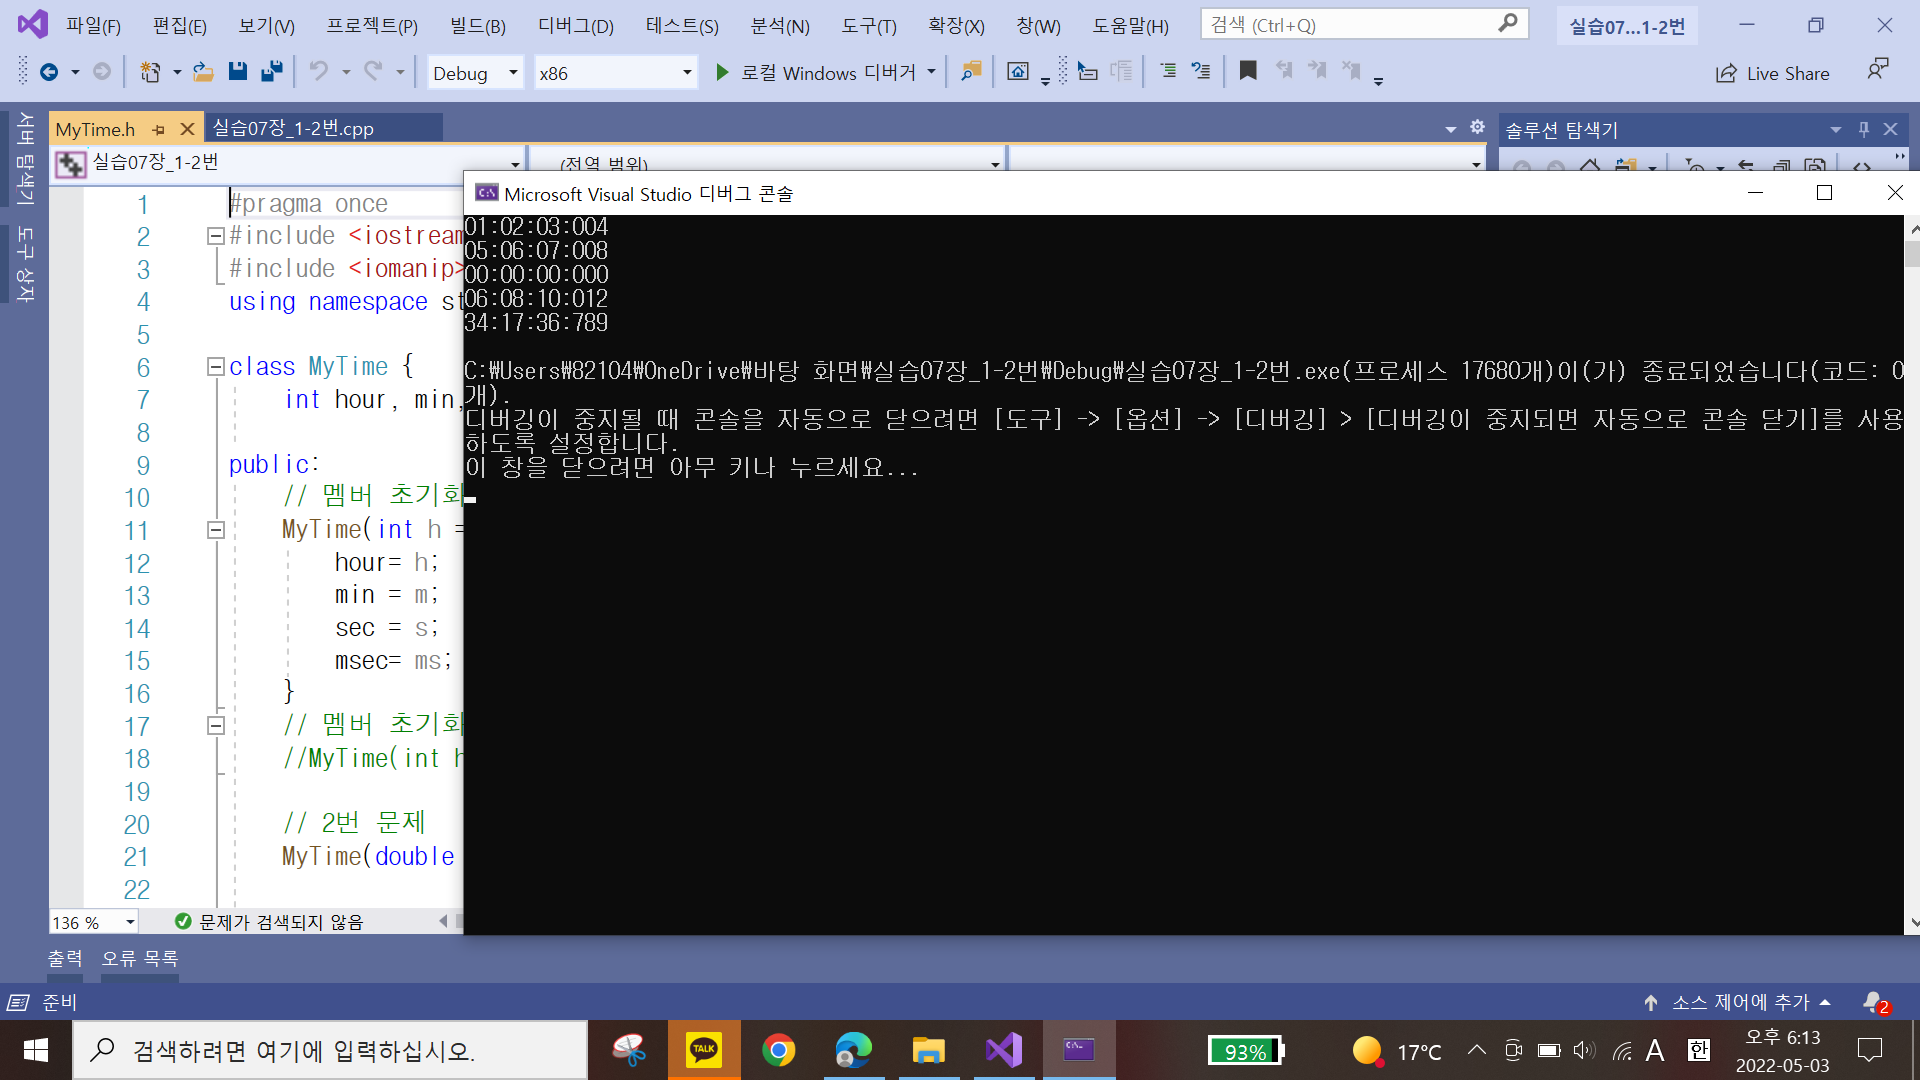 파일(F) 편집(E) 보기(V) 프로젝트(P) 빌드(B) 디버그(D) 테스트(S) 분석(N) 도구(T) 확장(X) 창(W) 도움말(H) 검색 (Ctrl+Q) 실습07...1-2번
Debug x86 로컬 Windows 디버거 Live Share
서버 탐색기
도구 상자
MyTime.h 실습07장_1-2번.cpp
솔루션 탐색기
실습07장_1-2번 (전역 범위)
1 #pragma once
2 #include <iostream
3 #include <iomanip>
4 using namespace st
5
6 class MyTime {
7 int hour, min,
8
9 public:
10 // 멤버 초기화
11 MyTime(int h =
12 hour= h;
13 min = m;
14 sec = s;
15 msec= ms;
16 }
17 // 멤버 초기화
18 //MyTime(int h
19
20 // 2번 문제
21 MyTime(double
22
Microsoft Visual Studio 디버그 콘솔
01:02:03:004
05:06:07:008
00:00:00:000
06:08:10:012
34:17:36:789
C:₩Users₩82104₩OneDrive₩바탕 화면₩실습07장_1-2번₩Debug₩실습07장_1-2번.exe(프로세스 17680개)이(가) 종료되었습니다(코드: 0
개).
디버깅이 중지될 때 콘솔을 자동으로 닫으려면 [도구] -> [옵션] -> [디버깅] > [디버깅이 중지되면 자동으로 콘솔 닫기]를 사용
하도록 설정합니다.
이 창을 닫으려면 아무 키나 누르세요...
136 % 문제가 검색되지 않음
출력 오류 목록
준비 소스 제어에 추가 2
검색하려면 여기에 입력하십시오. TALK 93% 17°C A 한 오후 6:13
2022-05-03